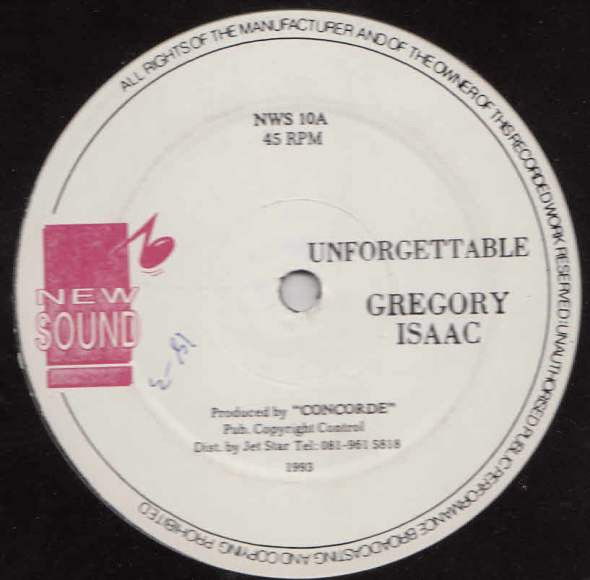 ALL RIGHTS OF THE MANUFACTURER AND OF THE OWNER OF THIS RECORDED WORK RESERVED UNAUTHORISED PUBLIC PERFORMANCE BROADCASTING AND COPYING PROHIBITED
NWS 10A
45 RPM
UNFORGETTABLE
GREGORY
ISAAC
NEW
SOUND
Produced by "CONCORDE"
Pub. Copyright Control
Dist. by Jet Star Tel: 081-961 5818
1993